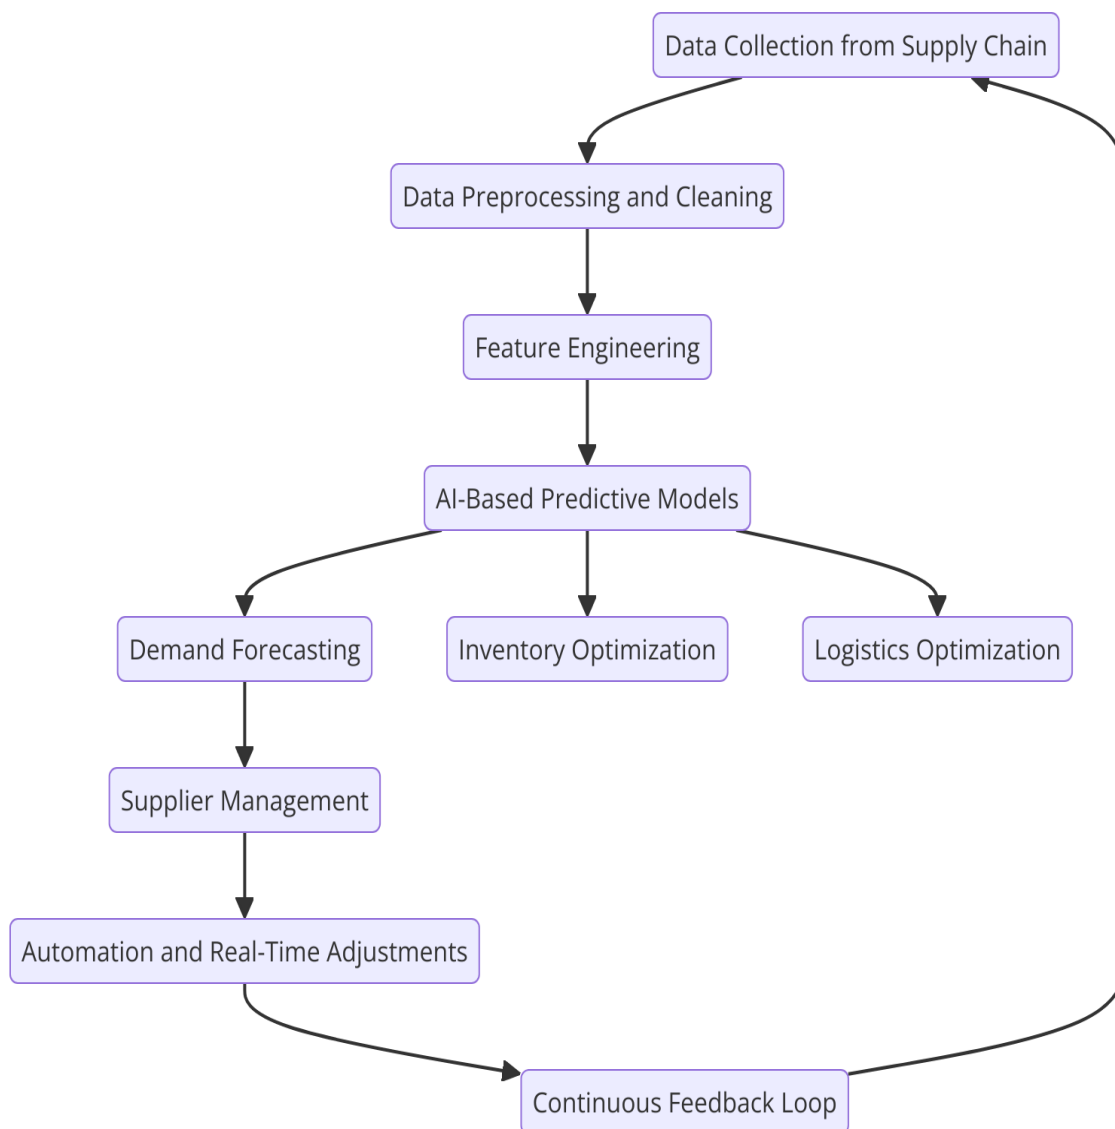 Data Collection from Supply Chain
Data Preprocessing and Cleaning
Feature Engineering
AI-Based Predictive Models
Demand Forecasting
Inventory Optimization
Logistics Optimization
Supplier Management
Automation and Real-Time Adjustments
Continuous Feedback Loop